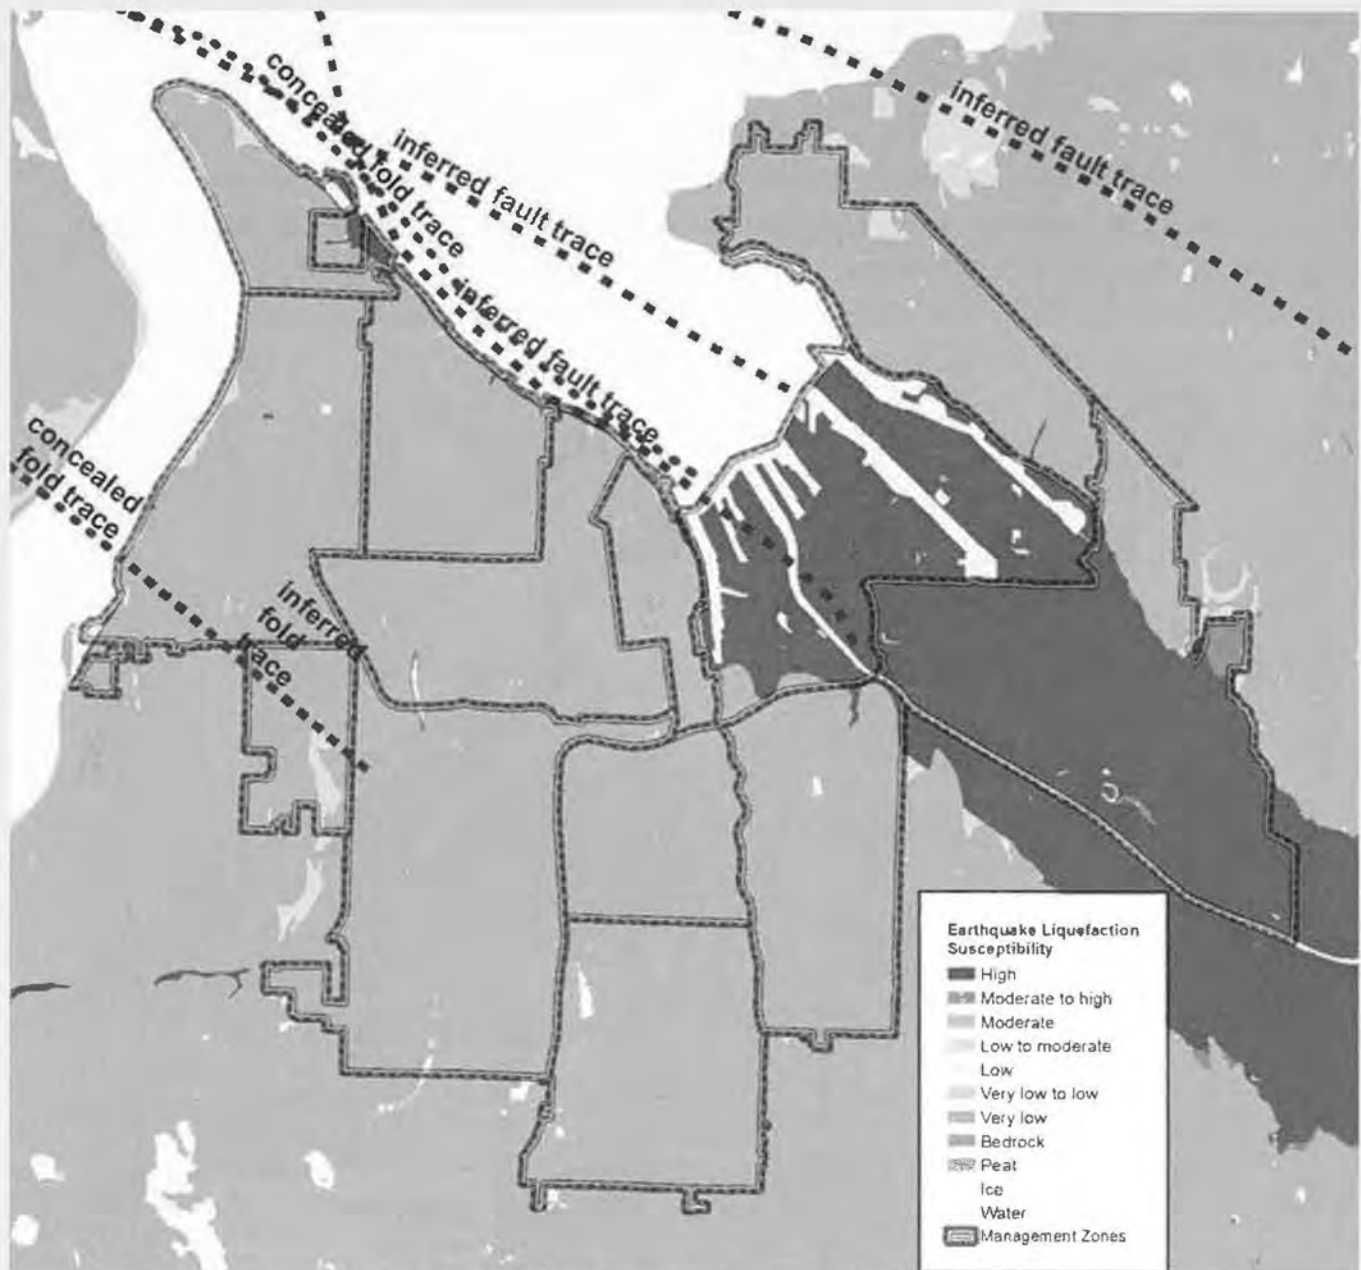 concealed fold trace
inferred fault trace
inferred fault trace
inferred fault trace
concealed
fold trace
inferred
fold
trace
Earthquake Liquefaction
Susceptibility
High
Moderate to high
Moderate
Low to moderate
Low
Very low to low
Very low
Bedrock
Peat
Ice
Water
Management Zones